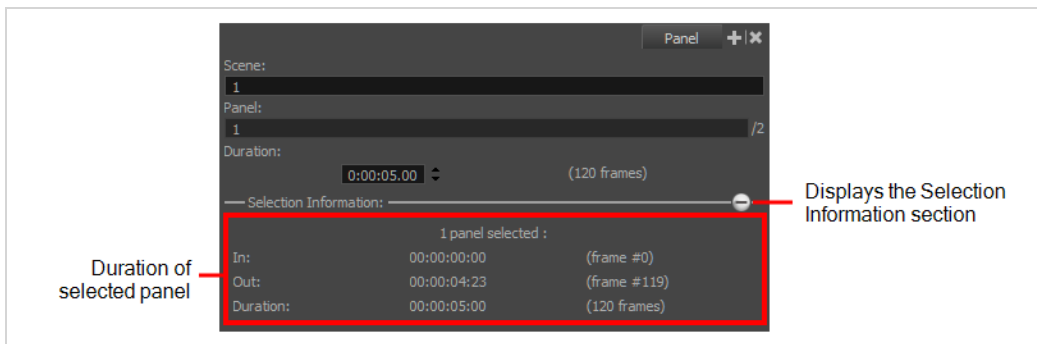 Panel
Scene:
1
Panel:
1 /2
Duration:
0:00:05.00 (120 frames)
Selection Information:
1 panel selected :
In: 00:00:00:00 (frame #0)
Out: 00:00:04:23 (frame #119)
Duration: 00:00:05:00 (120 frames)
Displays the Selection
Information section
Duration of
selected panel